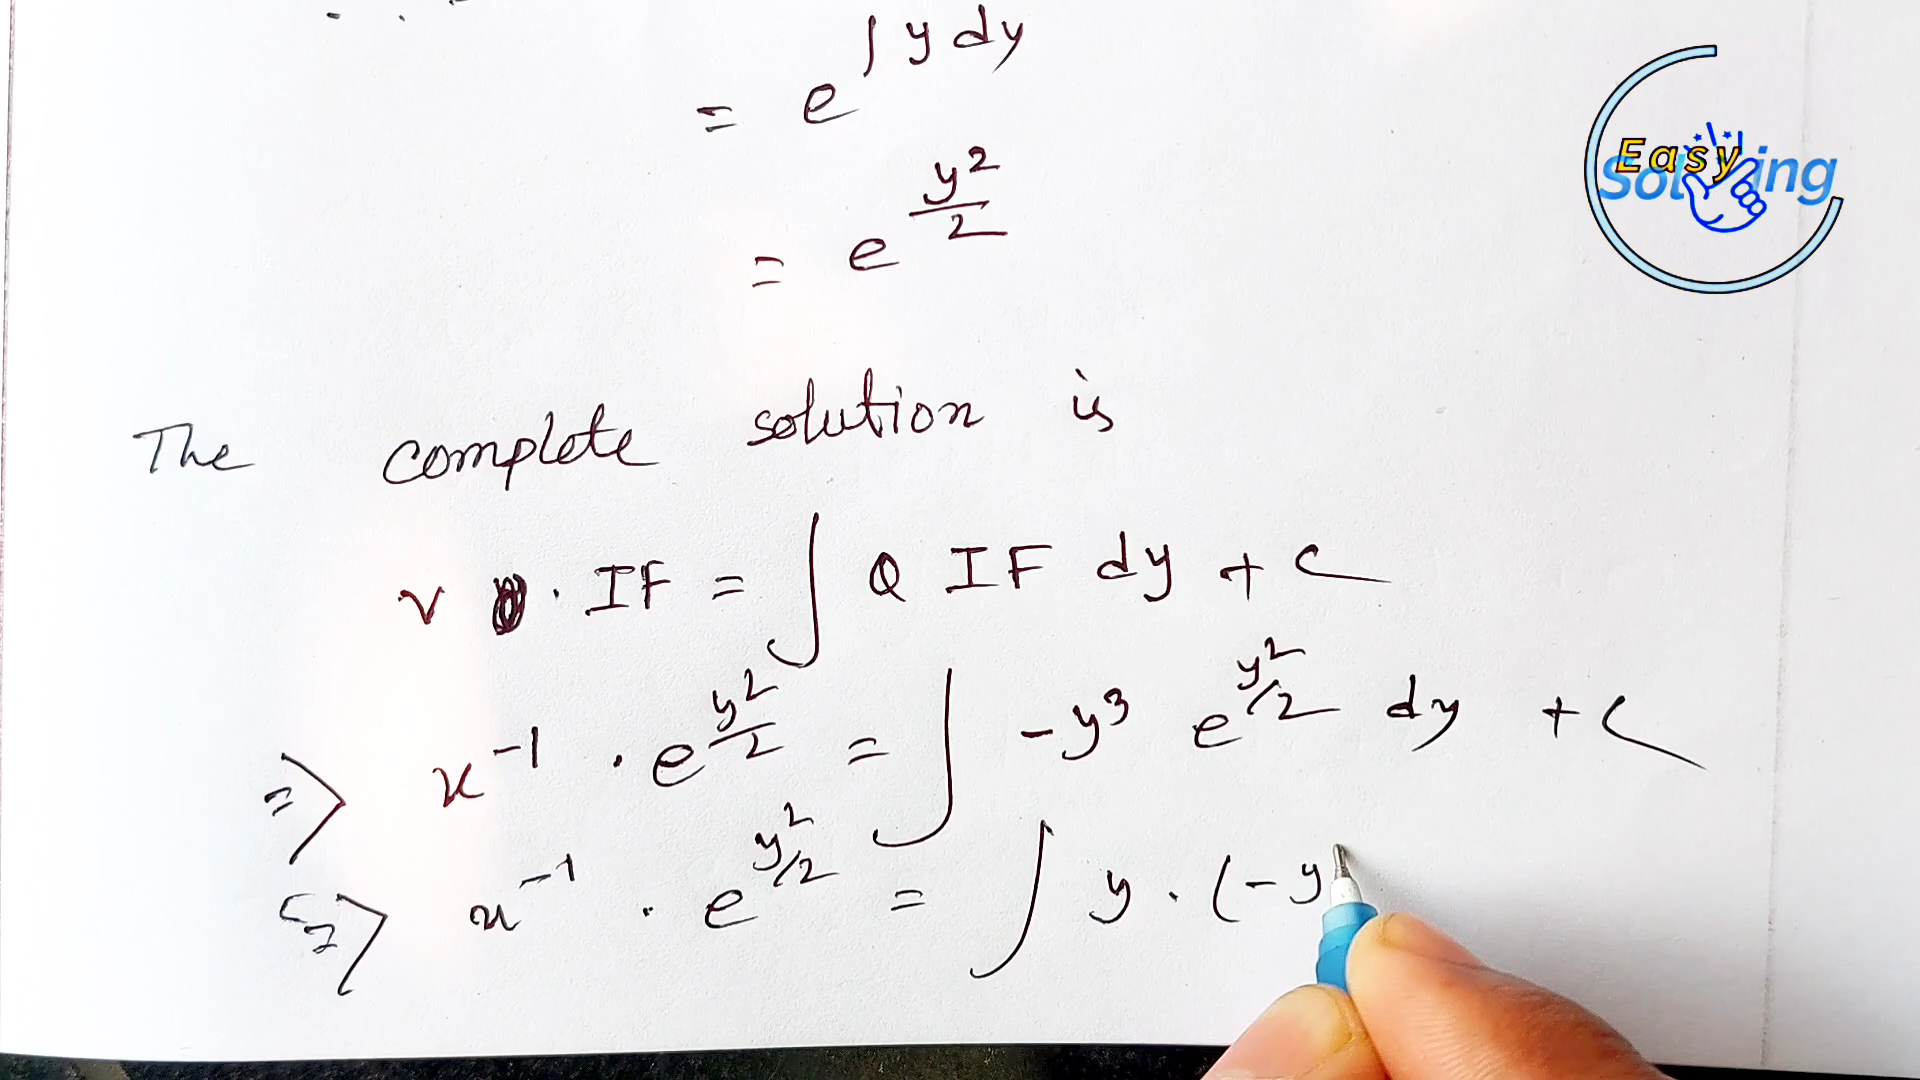 = e^∫ y dy
= e^y²/2
Easy
Solving
The complete solution is
v · IF = ∫ Q IF dy + c
=> x⁻¹ · e^y²/2 = ∫ -y³ e^y²/2 dy + c
=> x⁻¹ · e^y²/2 = ∫ y · (-y